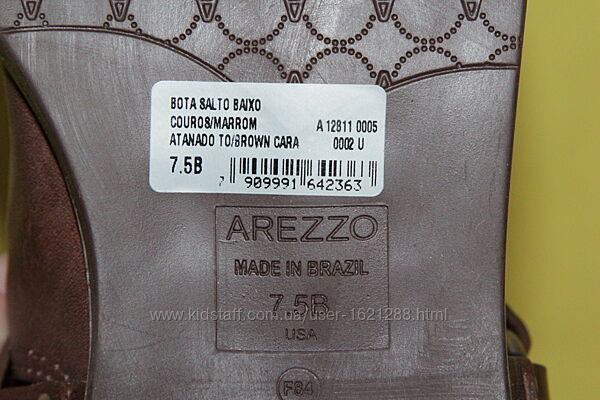 BOTA SALTO BAIXO
COUROS/MARROM A 12811 0005
ATANADO TO/BROWN CARA 0002 U
7.5B
7 909991 642363
AREZZO
MADE IN BRAZIL
www.kidstaff.com.ua/user-1621288.html
7.5B
USA
F84